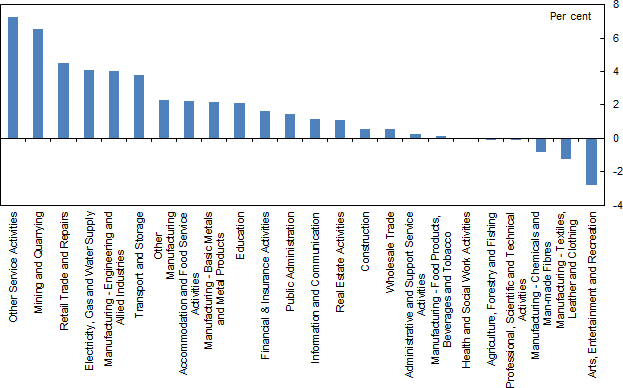 Per cent
8
6
4
2
0
-2
-4
Other Service Activities
Mining and Quarrying
Retail Trade and Repairs
Electricity, Gas and Water Supply
Manufacturing - Engineering and
Allied Industries
Transport and Storage
Other
Manufacturing
Accommodation and Food Service
Activities
Manufacturing - Basic Metals
and Metal Products
Education
Financial & Insurance Activities
Public Administration
Information and Communication
Real Estate Activities
Construction
Wholesale Trade
Administrative and Support Service
Activities
Manufacturing - Food Products,
Beverages and Tobacco
Health and Social Work Activities
Agriculture, Forestry and Fishing
Professional, Scientific and Technical
Activities
Manufacturing - Chemicals and
Man-made Fibres
Manufacturing - Textiles,
Leather and Clothing
Arts, Entertainment and Recreation